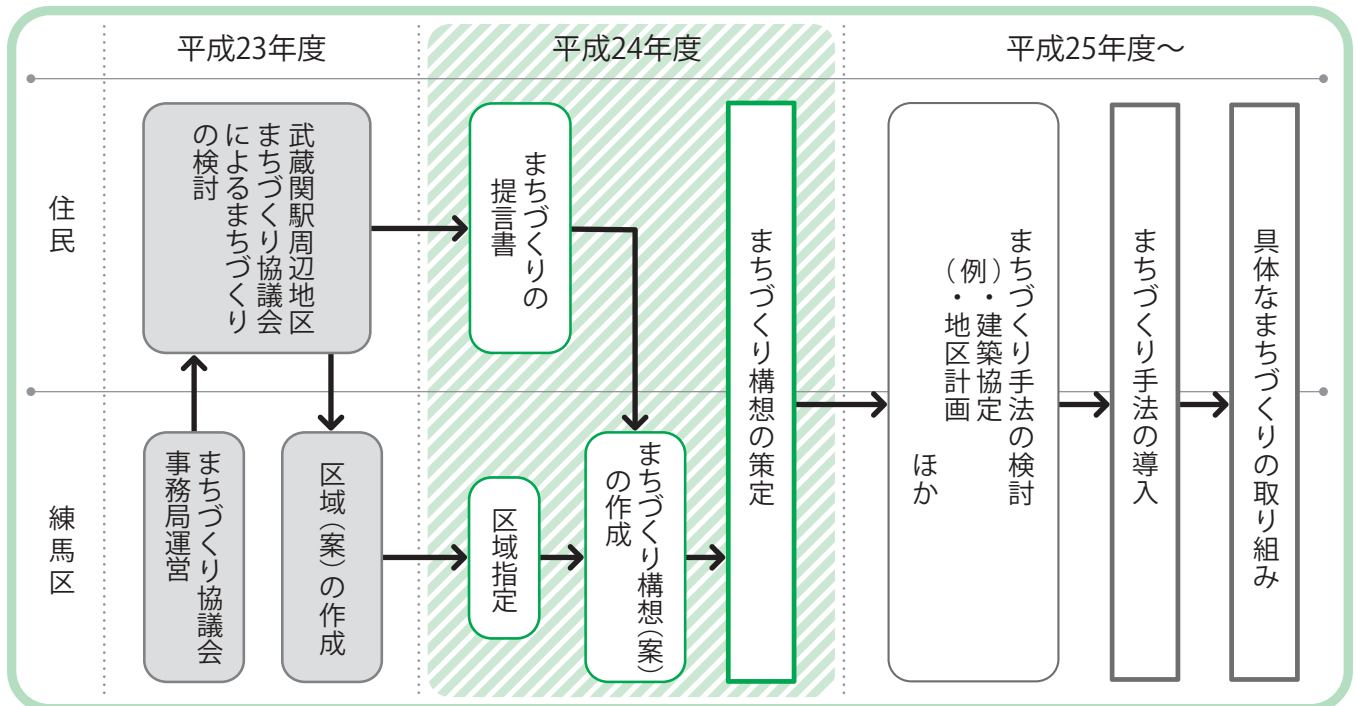 平成23年度
平成24年度
平成25年度～
住民
練馬区
武蔵関駅周辺地区
まちづくり協議会
によるまちづくり
の検討
まちづくり協議会
事務局運営
区域（案）の作成
まちづくりの
提言書
区域指定
まちづくり構想（案）
の作成
まちづくり構想の策定
まちづくり手法の検討
（例）・建築協定
・地区計画
ほか
まちづくり手法の導入
具体なまちづくりの取り組み